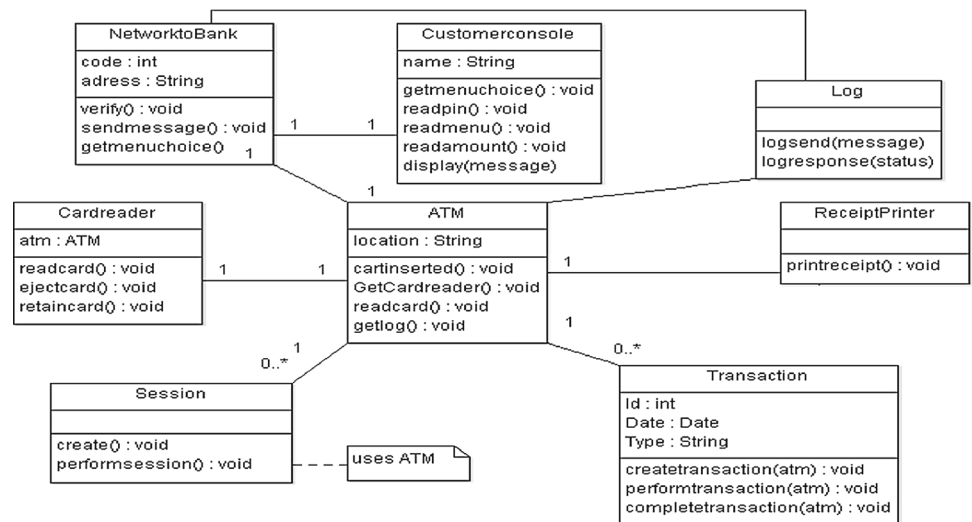 NetworktoBank
code : int
adress : String
verify() : void
sendmessage() : void
getmenuchoice()
Customerconsole
name : String
getmenuchoice() : void
readpin() : void
readmenu() : void
readamount() : void
display(message)
Log
logsend(message)
logresponse(status)
1
1
1
1
Cardreader
atm : ATM
readcard() : void
ejectcard() : void
retaincard() : void
1
1
ATM
location : String
cartinserted() : void
GetCardreader() : void
readcard() : void
getlog() : void
1
ReceiptPrinter
printreceipt() : void
1
0..*
1
0..*
Session
create() : void
performsession() : void
uses ATM
Transaction
Id : int
Date : Date
Type : String
createtransaction(atm) : void
performtransaction(atm) : void
completetransaction(atm) : void